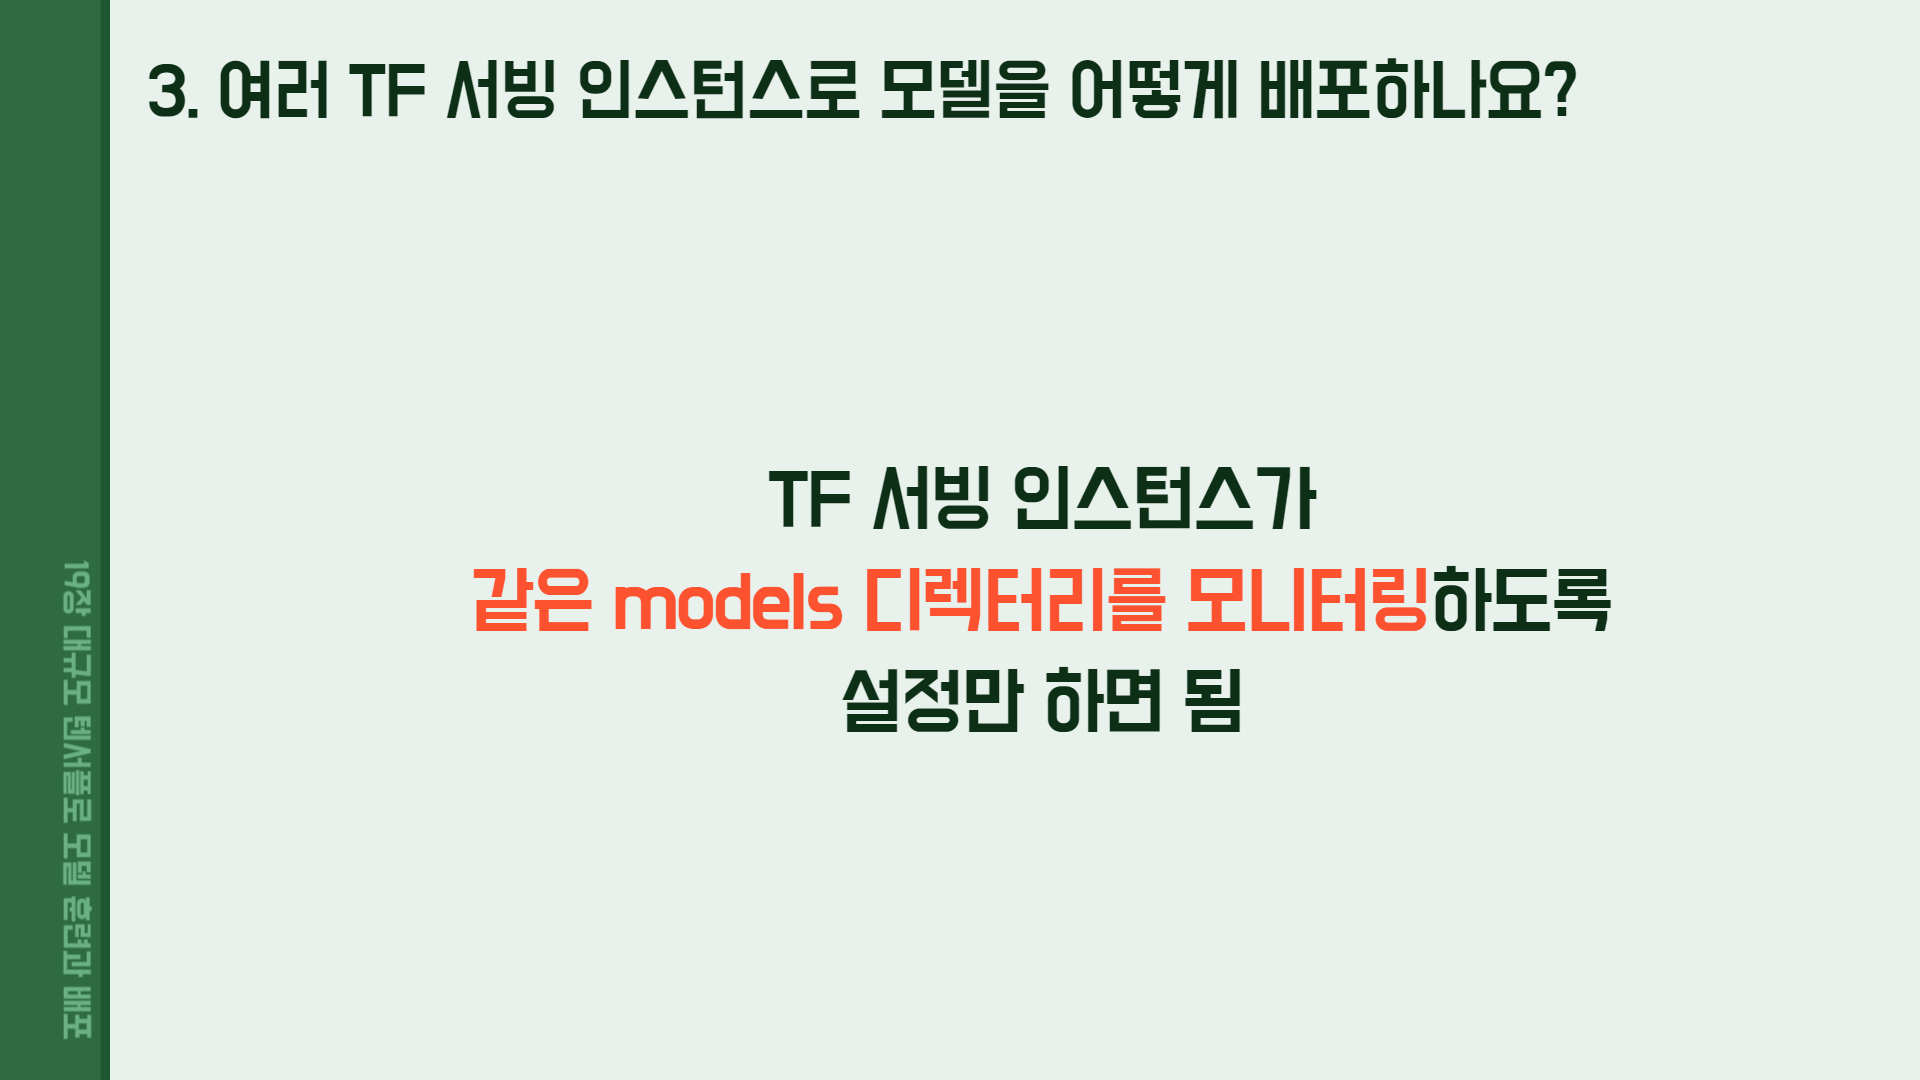 3. 여러 TF 서빙 인스턴스로 모델을 어떻게 배포하나요?
TF 서빙 인스턴스가
같은 models 디렉터리를 모니터링하도록
설정만 하면 됨
19장 대규모 텐서플로 모델 훈련과 배포